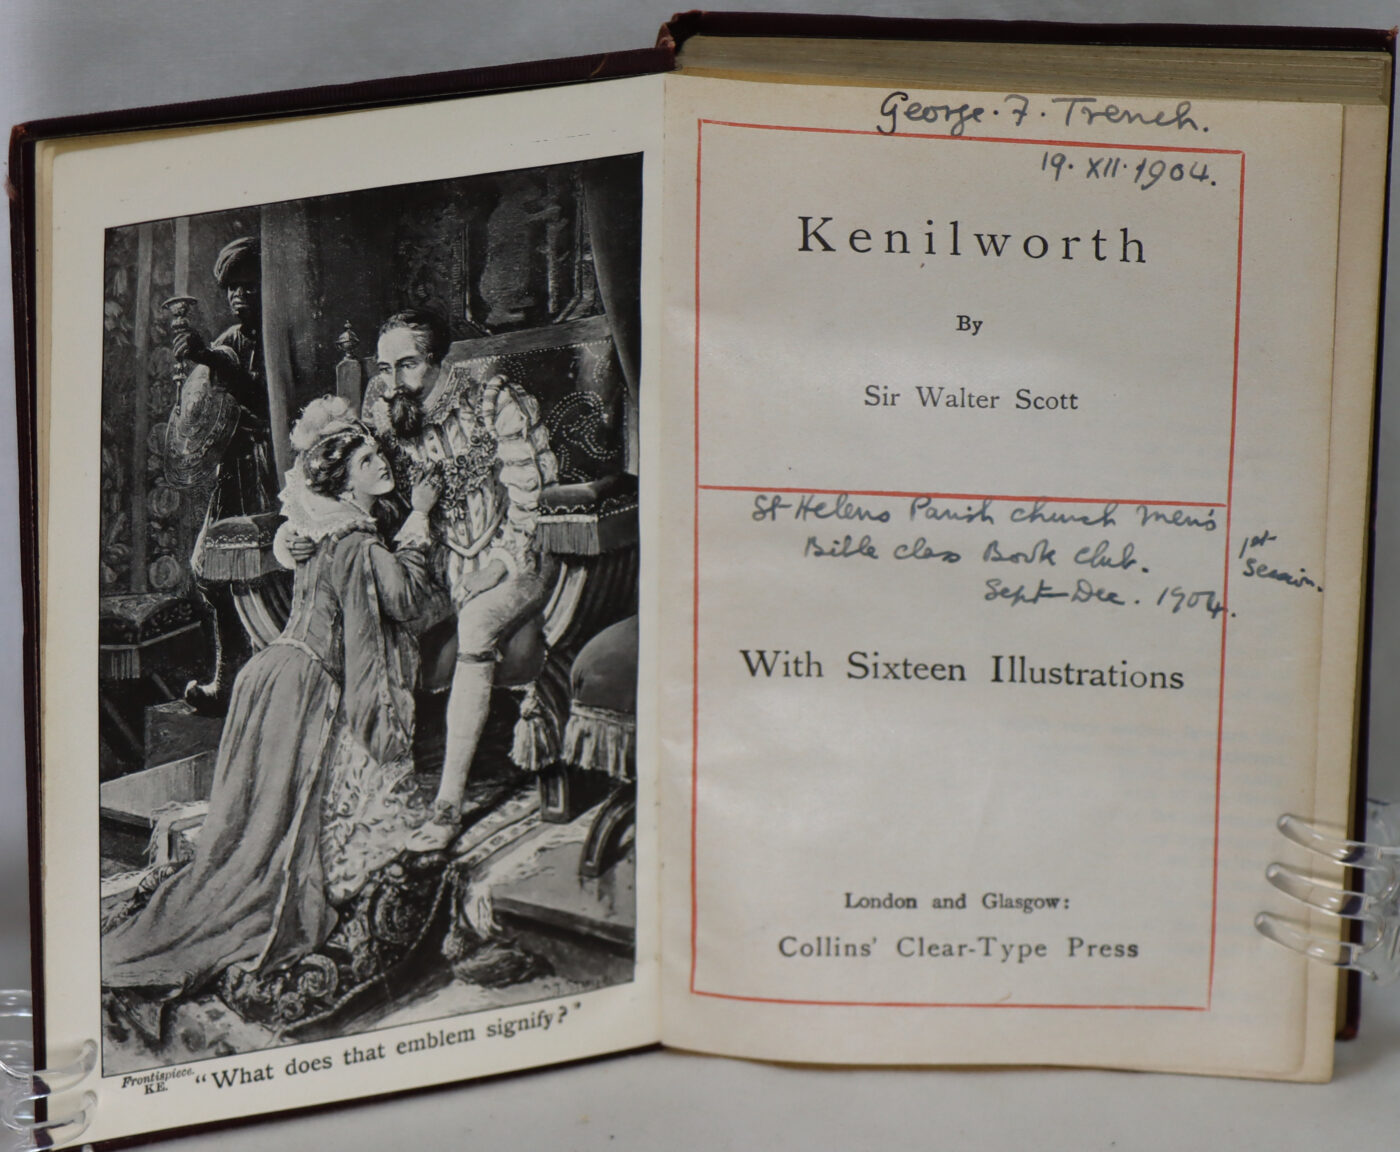 Frontispiece.
KE.
"What does that emblem signify?"
George. F. Trench.
19. XII. 1904.
Kenilworth
By
Sir Walter Scott
St Helens Parish Church Men's
Bible Class Book Club.
1st
Session.
Sept-Dec. 1904.
With Sixteen Illustrations
London and Glasgow:
Collins' Clear-Type Press